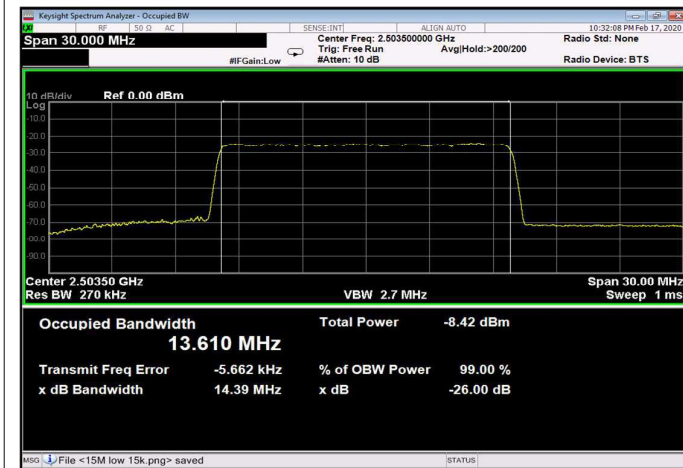 Keysight Spectrum Analyzer - Occupied BW
RF 50 Ω AC SENSE:INT ALIGN AUTO 10:32:08 PM Feb 17, 2020
Span 30.000 MHz Center Freq: 2.503500000 GHz Radio Std: None
Trig: Free Run Avg|Hold:>200/200
#IFGain:Low #Atten: 10 dB Radio Device: BTS
10 dB/div Ref 0.00 dBm
Log
-10.0
-20.0
-30.0
-40.0
-50.0
-60.0
-70.0
-80.0
-90.0
Center 2.50350 GHz Span 30.00 MHz
Res BW 270 kHz VBW 2.7 MHz Sweep 1 ms
Occupied Bandwidth Total Power -8.42 dBm
13.610 MHz
Transmit Freq Error -5.662 kHz % of OBW Power 99.00 %
x dB Bandwidth 14.39 MHz x dB -26.00 dB
MSG File <15M low 15k.png> saved STATUS